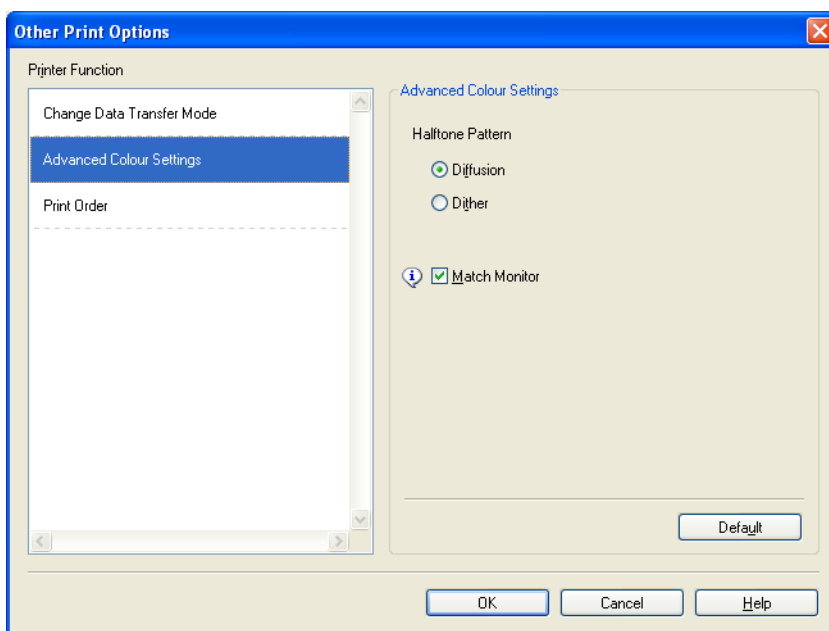 Other Print Options
Printer Function
Change Data Transfer Mode
Advanced Colour Settings
Print Order
Advanced Colour Settings
Halftone Pattern
Diffusion
Dither
Match Monitor
Default
OK
Cancel
Help